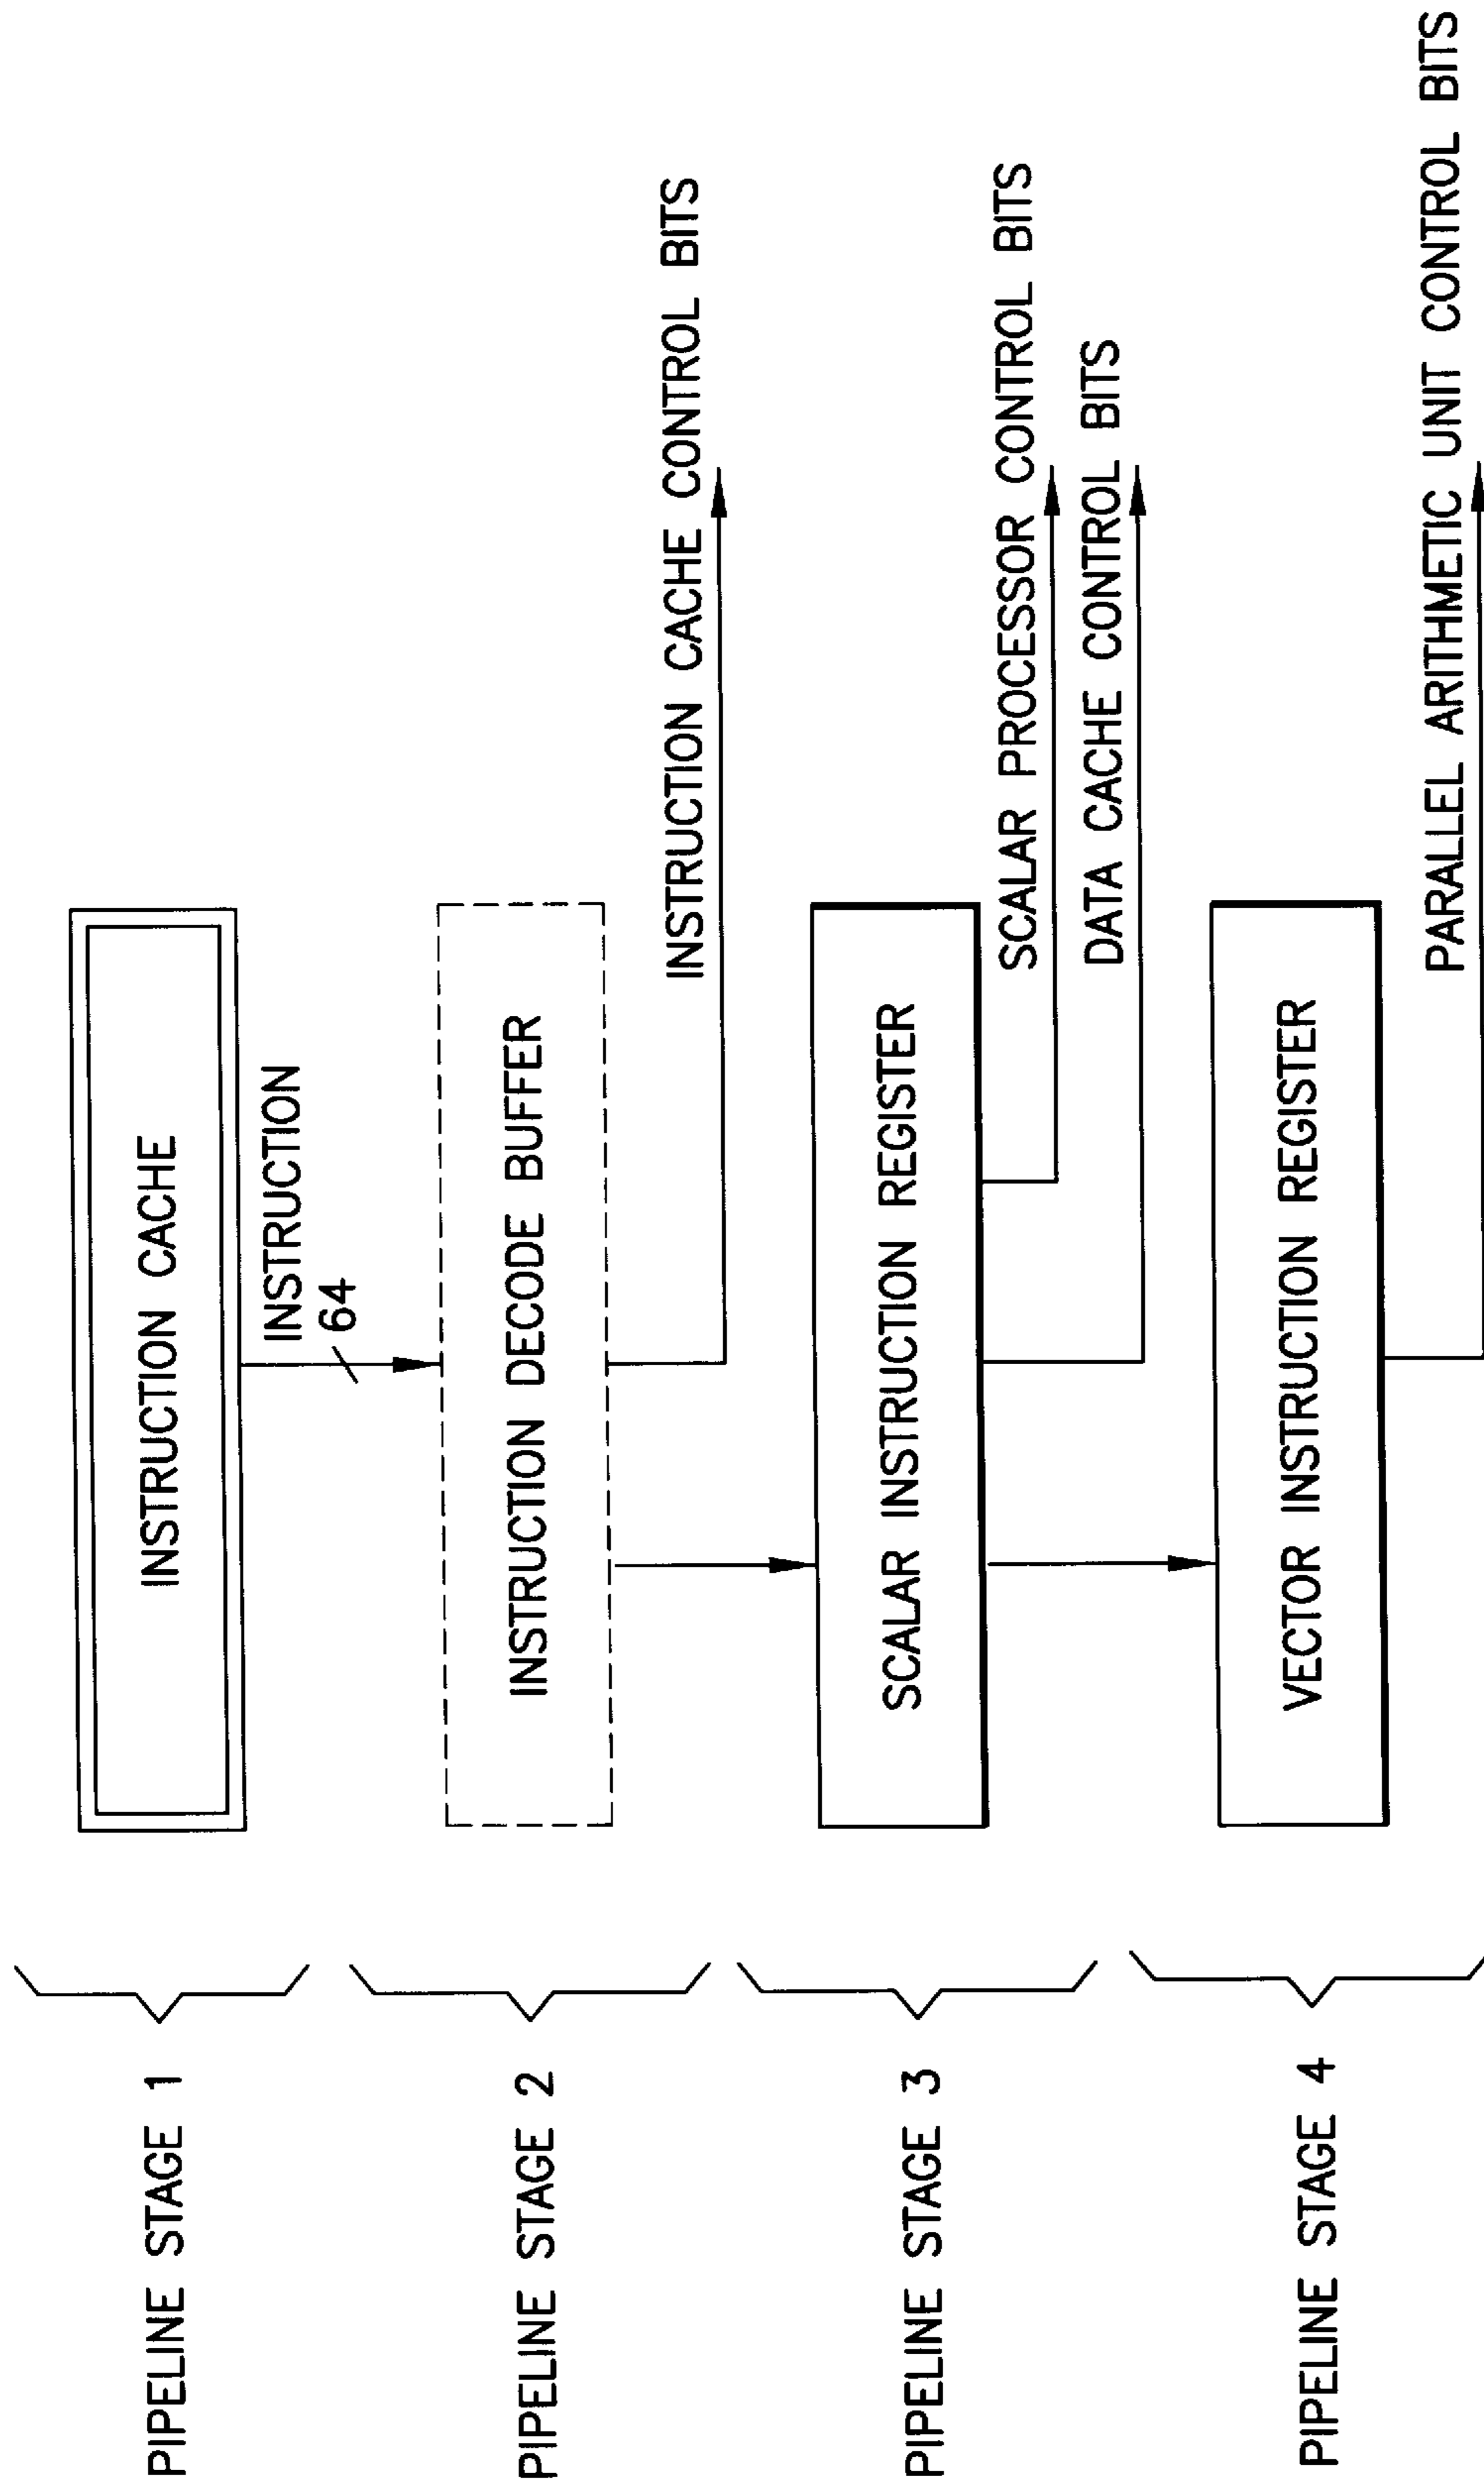 PIPELINE STAGE 1
INSTRUCTION CACHE
INSTRUCTION
64
PIPELINE STAGE 2
INSTRUCTION DECODE BUFFER
INSTRUCTION CACHE CONTROL BITS
PIPELINE STAGE 3
SCALAR INSTRUCTION REGISTER
SCALAR PROCESSOR CONTROL BITS
DATA CACHE CONTROL BITS
PIPELINE STAGE 4
VECTOR INSTRUCTION REGISTER
PARALLEL ARITHMETIC UNIT CONTROL BITS